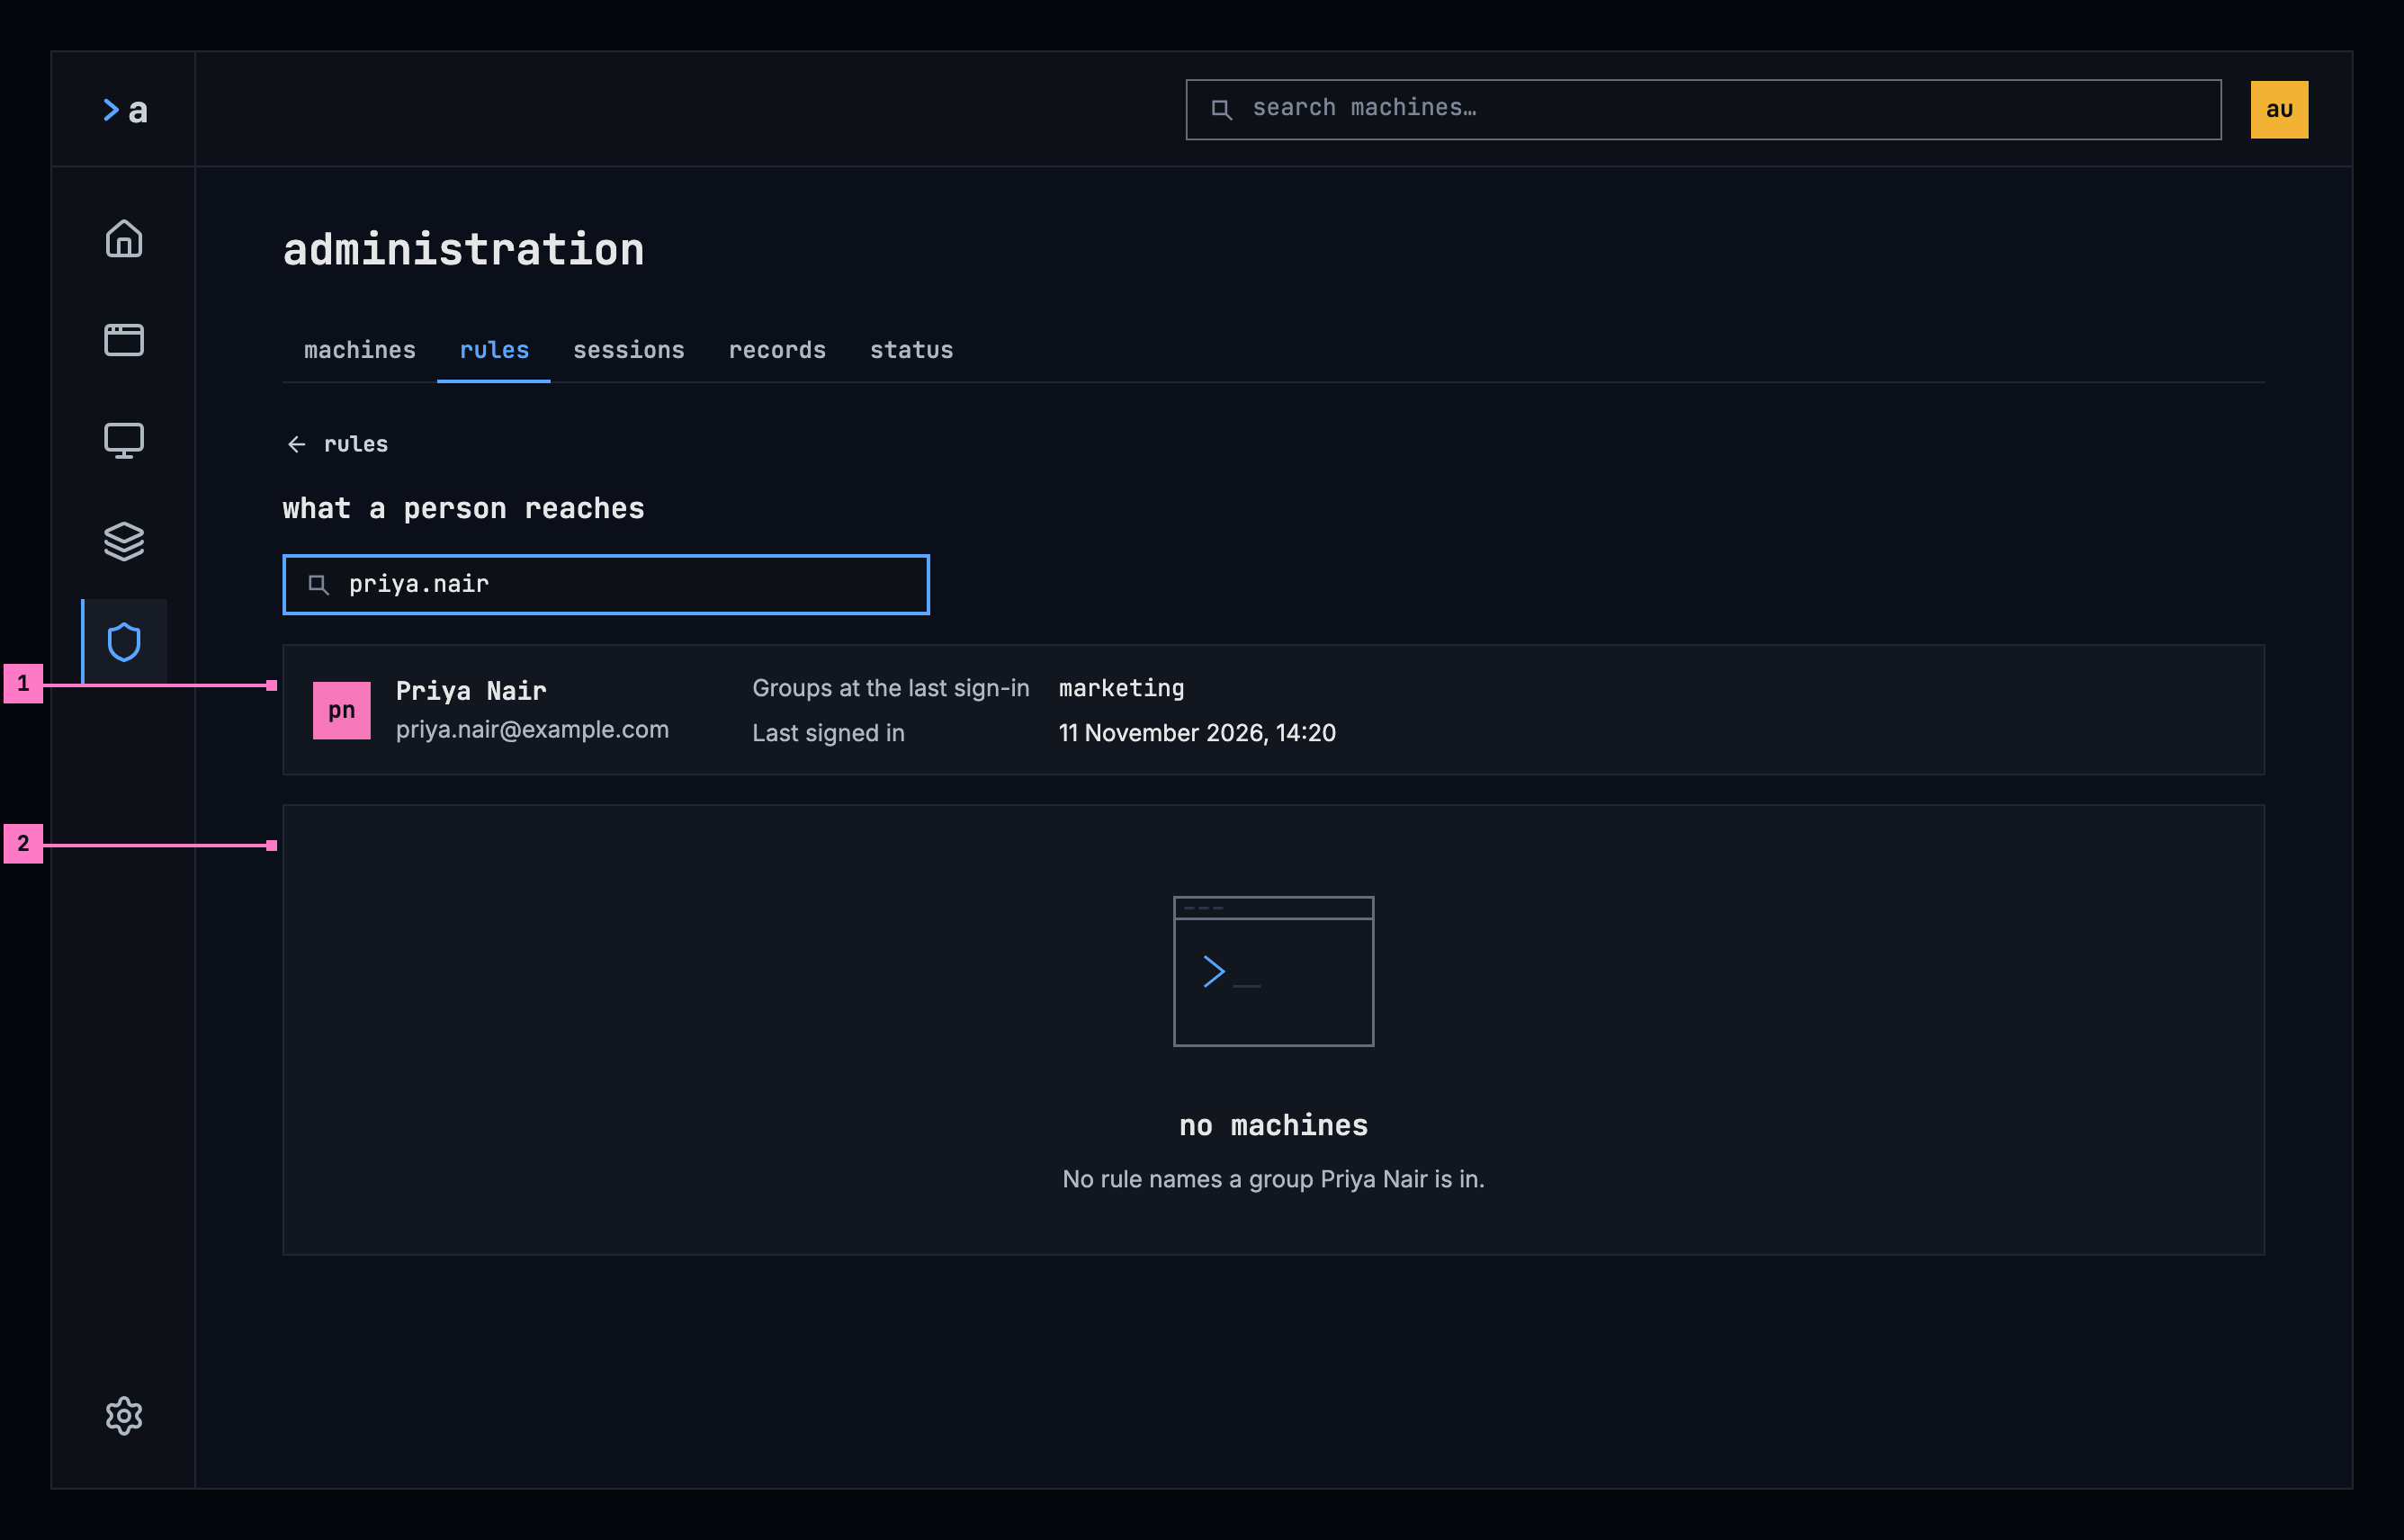 >a
search machines…
au
administration
machines rules sessions records status
← rules
what a person reaches
priya.nair
1
pn
Priya Nair
priya.nair@example.com
Groups at the last sign-in marketing
Last signed in 11 November 2026, 14:20
2
>_
no machines
No rule names a group Priya Nair is in.